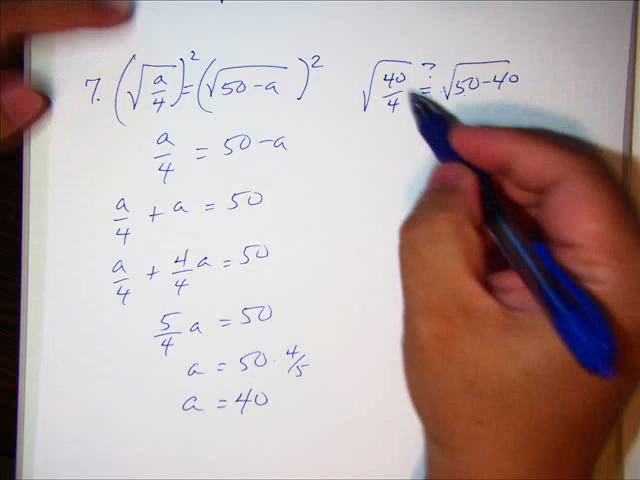 7. (√(a/4))² = (√(50-a))²
a/4 = 50-a
a/4 + a = 50
a/4 + 4/4 a = 50
5/4 a = 50
a = 50 · 4/5
a = 40
√(40/4) ?= √(50-40)